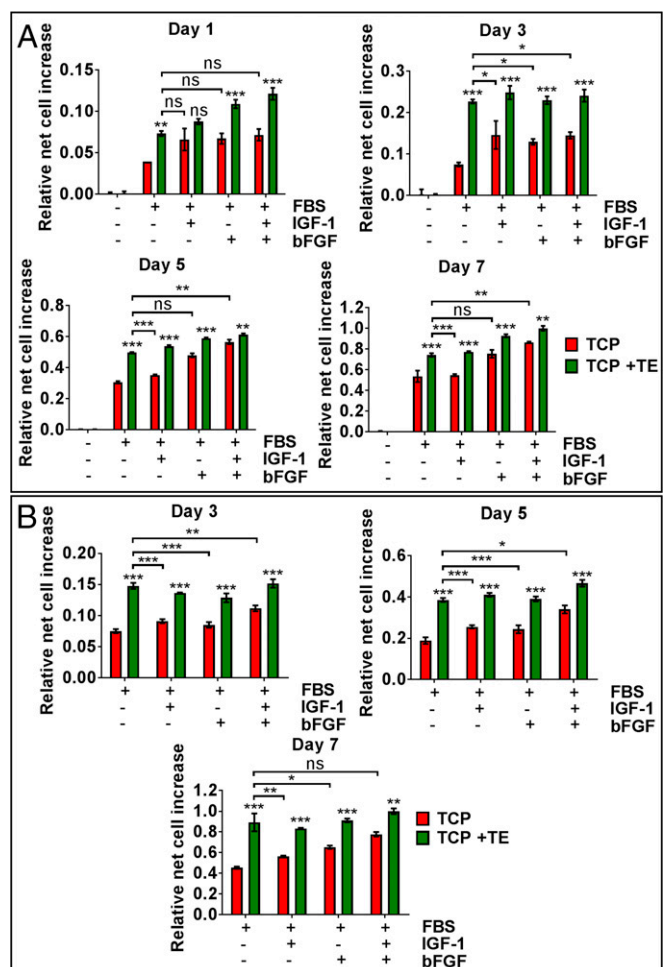 A
Day 1
Relative net cell increase
0.15
0.10
0.05
0.00
ns
ns
ns
**
ns
***
***
- + + + + FBS
- - + - + IGF-1
- - - + + bFGF
Day 3
Relative net cell increase
0.3
0.2
0.1
0.0
*
*
*
***
***
***
***
- + + + + FBS
- - + - + IGF-1
- - - + + bFGF
Day 5
Relative net cell increase
0.8
0.6
0.4
0.2
0.0
**
ns
***
***
***
***
**
- + + + + FBS
- - + - + IGF-1
- - - + + bFGF
Day 7
Relative net cell increase
1.2
1.0
0.8
0.6
0.4
0.2
0.0
**
ns
***
***
***
***
**
TCP
TCP +TE
- + + + + FBS
- - + - + IGF-1
- - - + + bFGF
B
Day 3
Relative net cell increase
0.20
0.15
0.10
0.05
0.00
**
***
***
***
***
***
***
+ + + + FBS
- + - + IGF-1
- - + + bFGF
Day 5
Relative net cell increase
0.6
0.4
0.2
0.0
*
***
***
***
***
***
***
+ + + + FBS
- + - + IGF-1
- - + + bFGF
Day 7
Relative net cell increase
1.2
1.0
0.8
0.6
0.4
0.2
0.0
ns
*
**
***
***
***
**
TCP
TCP +TE
+ + + + FBS
- + - + IGF-1
- - + + bFGF